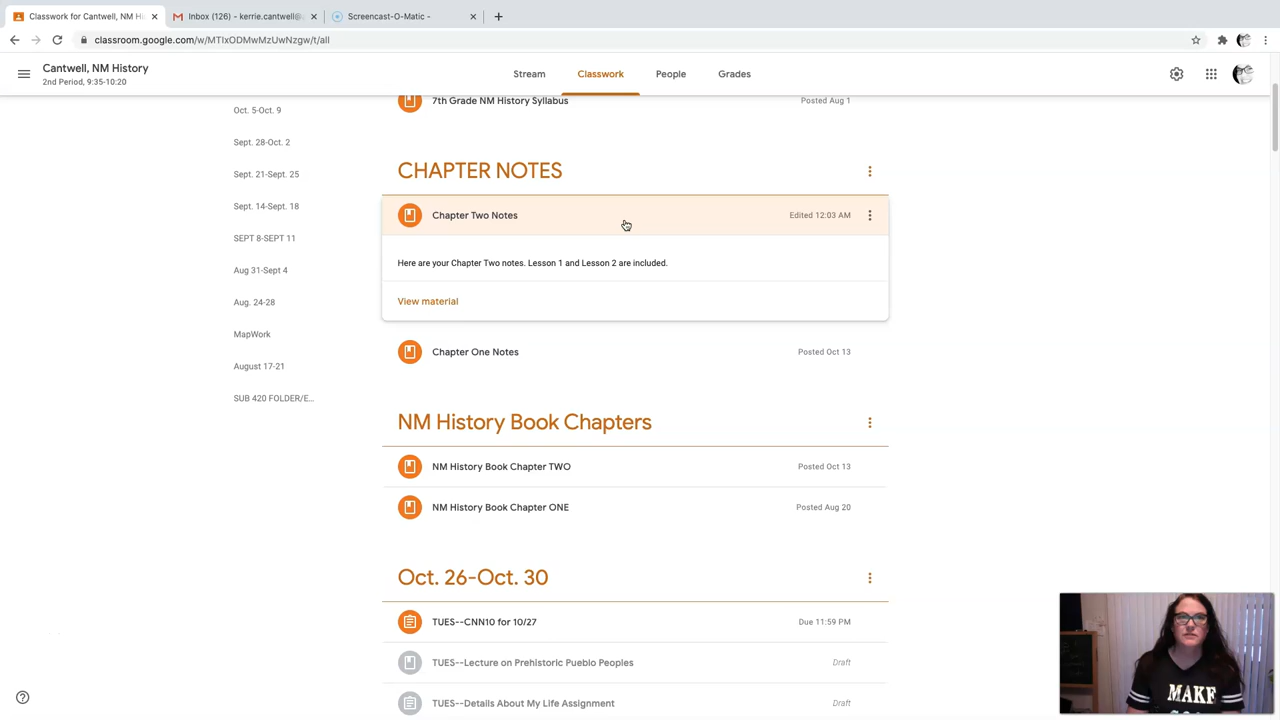 Classwork for Cantwell, NM Hi
Inbox (126) - kerrie.cantwell@
Screencast-O-Matic -
classroom.google.com/w/MTIxODMwMzUwNzgw/t/all
Cantwell, NM History
2nd Period, 9:35-10:20
Stream
Classwork
People
Grades
Oct. 5-Oct. 9
Sept. 28-Oct. 2
Sept. 21-Sept. 25
Sept. 14-Sept. 18
SEPT 8-SEPT 11
Aug 31-Sept 4
Aug. 24-28
MapWork
August 17-21
SUB 420 FOLDER/E...
7th Grade NM History Syllabus
Posted Aug 1
CHAPTER NOTES
Chapter Two Notes
Edited 12:03 AM
Here are your Chapter Two notes. Lesson 1 and Lesson 2 are included.
View material
Chapter One Notes
Posted Oct 13
NM History Book Chapters
NM History Book Chapter TWO
Posted Oct 13
NM History Book Chapter ONE
Posted Aug 20
Oct. 26-Oct. 30
TUES--CNN10 for 10/27
Due 11:59 PM
TUES--Lecture on Prehistoric Pueblo Peoples
Draft
TUES--Details About My Life Assignment
Draft
MAKE